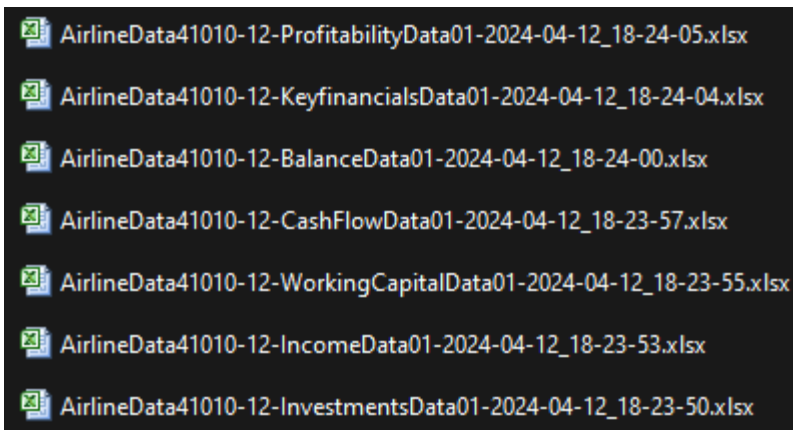 AirlineData41010-12-ProfitabilityData01-2024-04-12_18-24-05.xlsx
AirlineData41010-12-KeyfinancialsData01-2024-04-12_18-24-04.xlsx
AirlineData41010-12-BalanceData01-2024-04-12_18-24-00.xlsx
AirlineData41010-12-CashFlowData01-2024-04-12_18-23-57.xlsx
AirlineData41010-12-WorkingCapitalData01-2024-04-12_18-23-55.xlsx
AirlineData41010-12-IncomeData01-2024-04-12_18-23-53.xlsx
AirlineData41010-12-InvestmentsData01-2024-04-12_18-23-50.xlsx